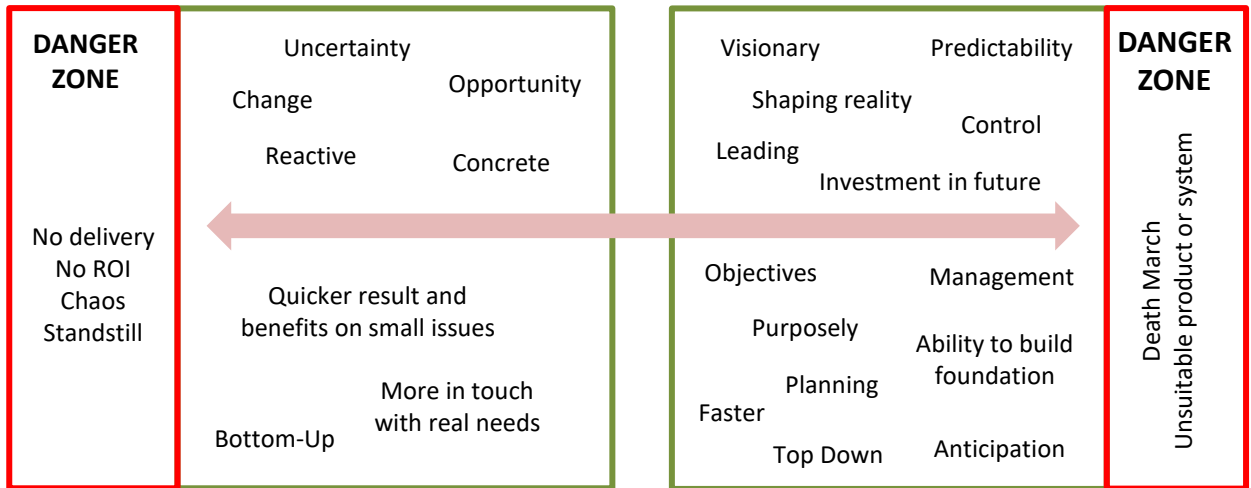 DANGER
ZONE
No delivery
No ROI
Chaos
Standstill
Uncertainty
Opportunity
Change
Reactive
Concrete
Quicker result and
benefits on small issues
More in touch
with real needs
Bottom-Up
Visionary
Predictability
Shaping reality
Control
Leading
Investment in future
Objectives
Management
Purposely
Ability to build
foundation
Planning
Faster
Top Down
Anticipation
DANGER
ZONE
Death March
Unsuitable product or system